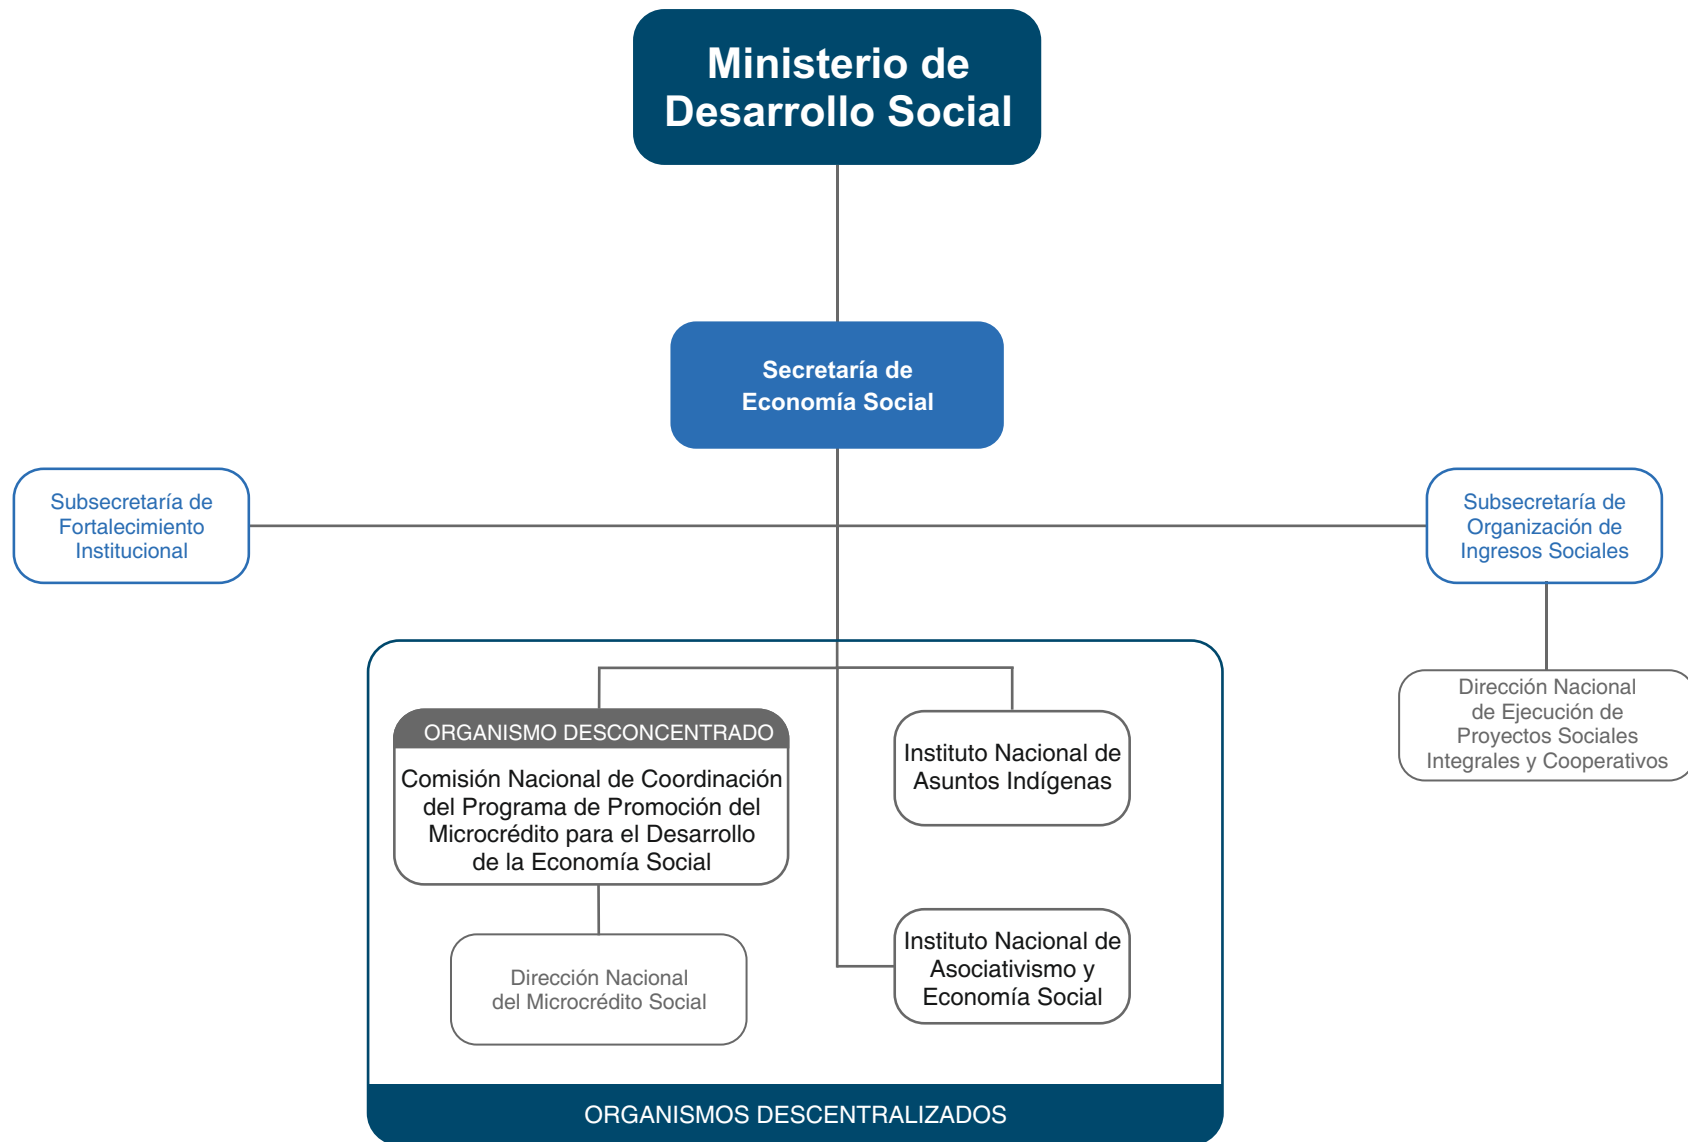 Ministerio de
Desarrollo Social
Secretaría de
Economía Social
Subsecretaría de
Fortalecimiento
Institucional
Subsecretaría de
Organización de
Ingresos Sociales
Dirección Nacional
de Ejecución de
Proyectos Sociales
Integrales y Cooperativos
ORGANISMO DESCONCENTRADO
Comisión Nacional de Coordinación
del Programa de Promoción del
Microcrédito para el Desarrollo
de la Economía Social
Instituto Nacional de
Asuntos Indígenas
Dirección Nacional
del Microcrédito Social
Instituto Nacional de
Asociativismo y
Economía Social
ORGANISMOS DESCENTRALIZADOS